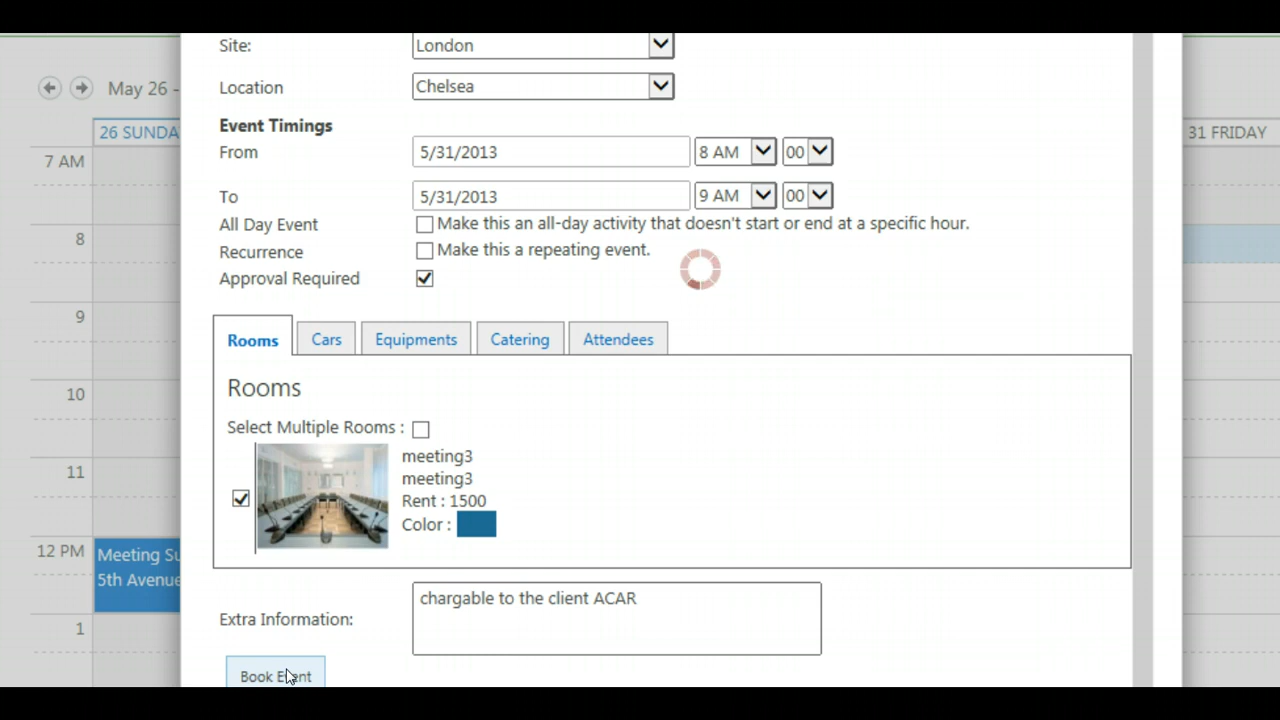 Site: London
May 26 -
Location Chelsea
26 SUNDA
31 FRIDAY
Event Timings
7 AM
From 5/31/2013 8 AM 00
To 5/31/2013 9 AM 00
All Day Event Make this an all-day activity that doesn't start or end at a specific hour.
8
Recurrence Make this a repeating event.
Approval Required
9
Rooms Cars Equipments Catering Attendees
Rooms
10
Select Multiple Rooms :
meeting3
11
meeting3
Rent : 1500
Color :
12 PM
Meeting Su
5th Avenue
chargable to the client ACAR
Extra Information:
1
Book Event